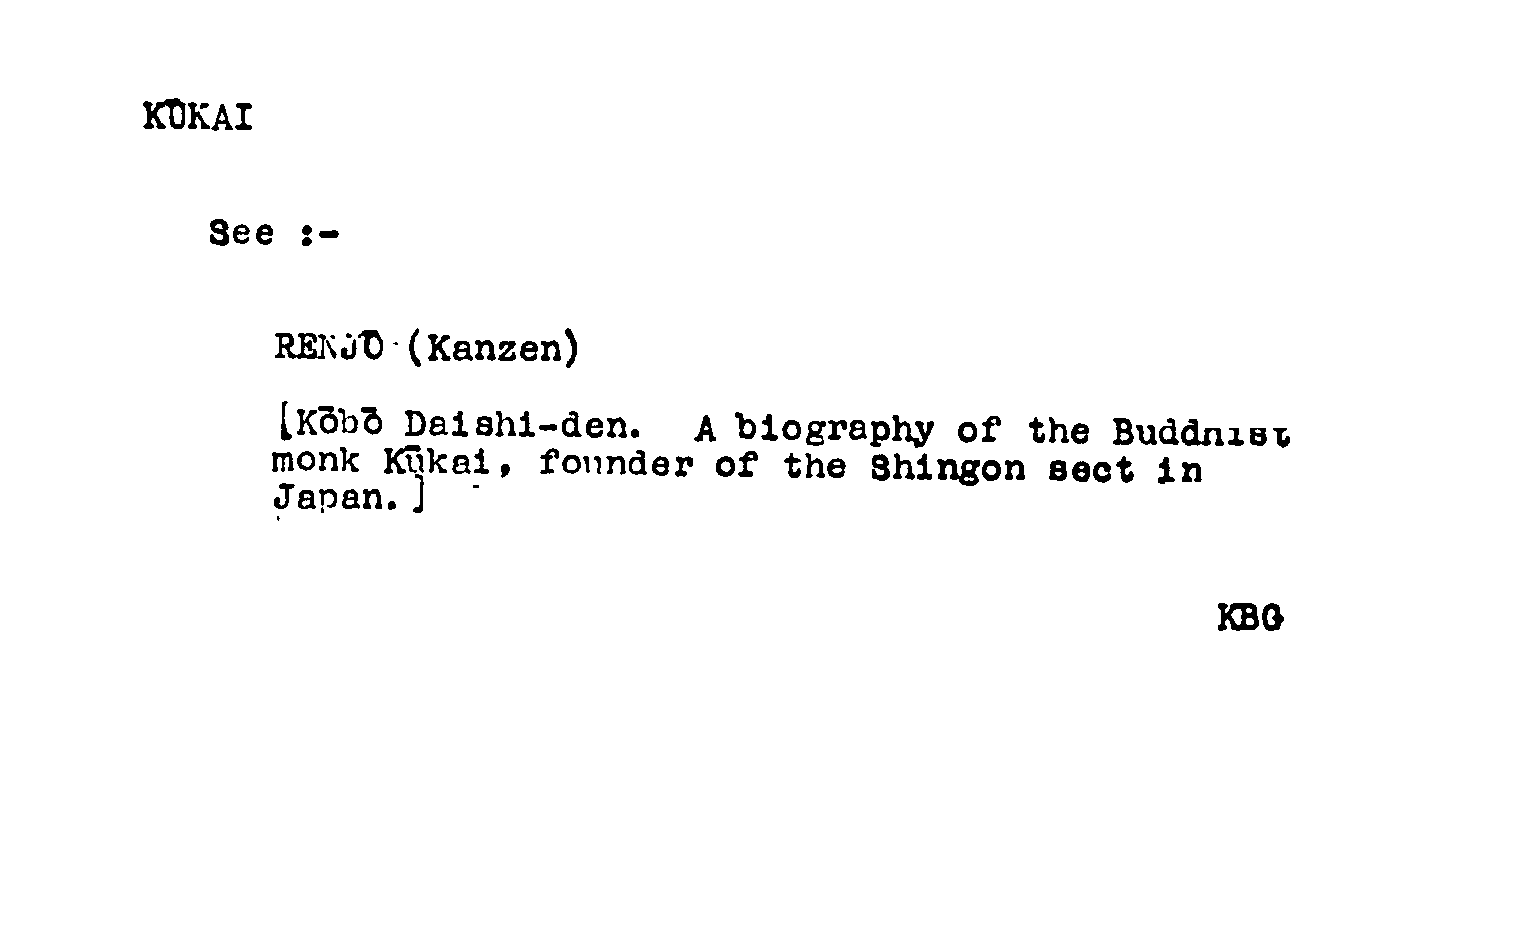 KŪKAI
See :-
RENJŌ (Kanzen)
[Kōbō Daishi-den. A biography of the Buddhist
monk Kūkai, founder of the Shingon sect in
Japan.]
KBG